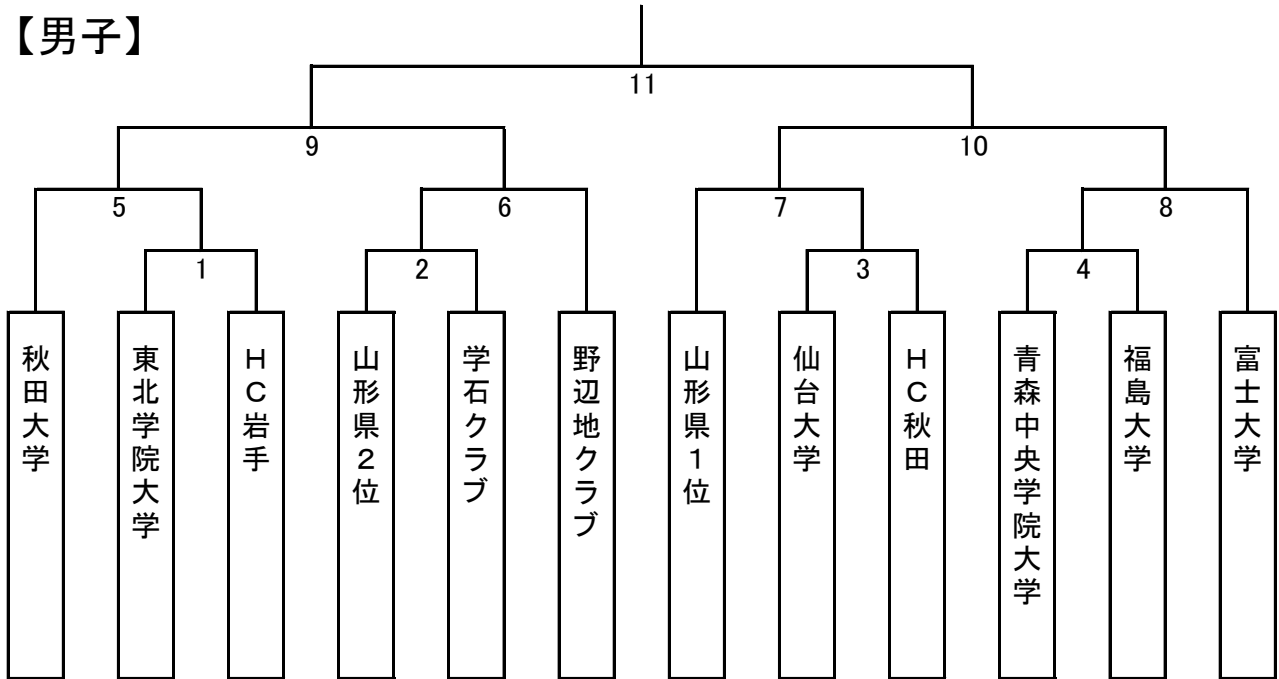 【男子】
11
9
10
5
6
7
8
1
2
3
4
秋田大学
東北学院大学
ＨＣ岩手
山形県２位
学石クラブ
野辺地クラブ
山形県１位
仙台大学
ＨＣ秋田
青森中央学院大学
福島大学
富士大学